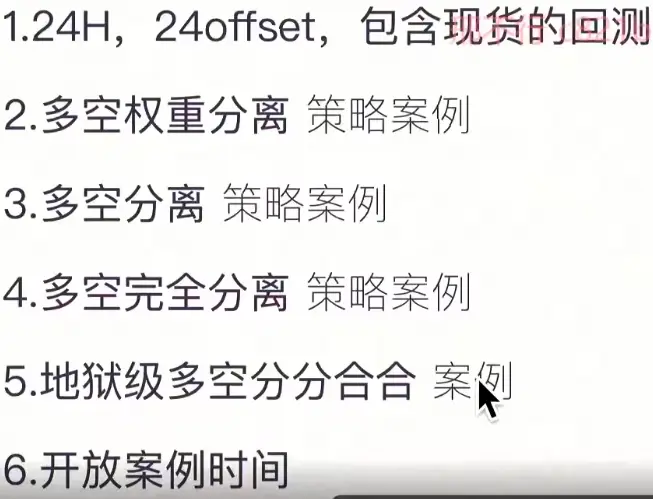 1.24H，24offset，包含现货的回测
2.多空权重分离 策略案例
3.多空分离 策略案例
4.多空完全分离 策略案例
5.地狱级多空分分合合 案例
6.开放案例时间